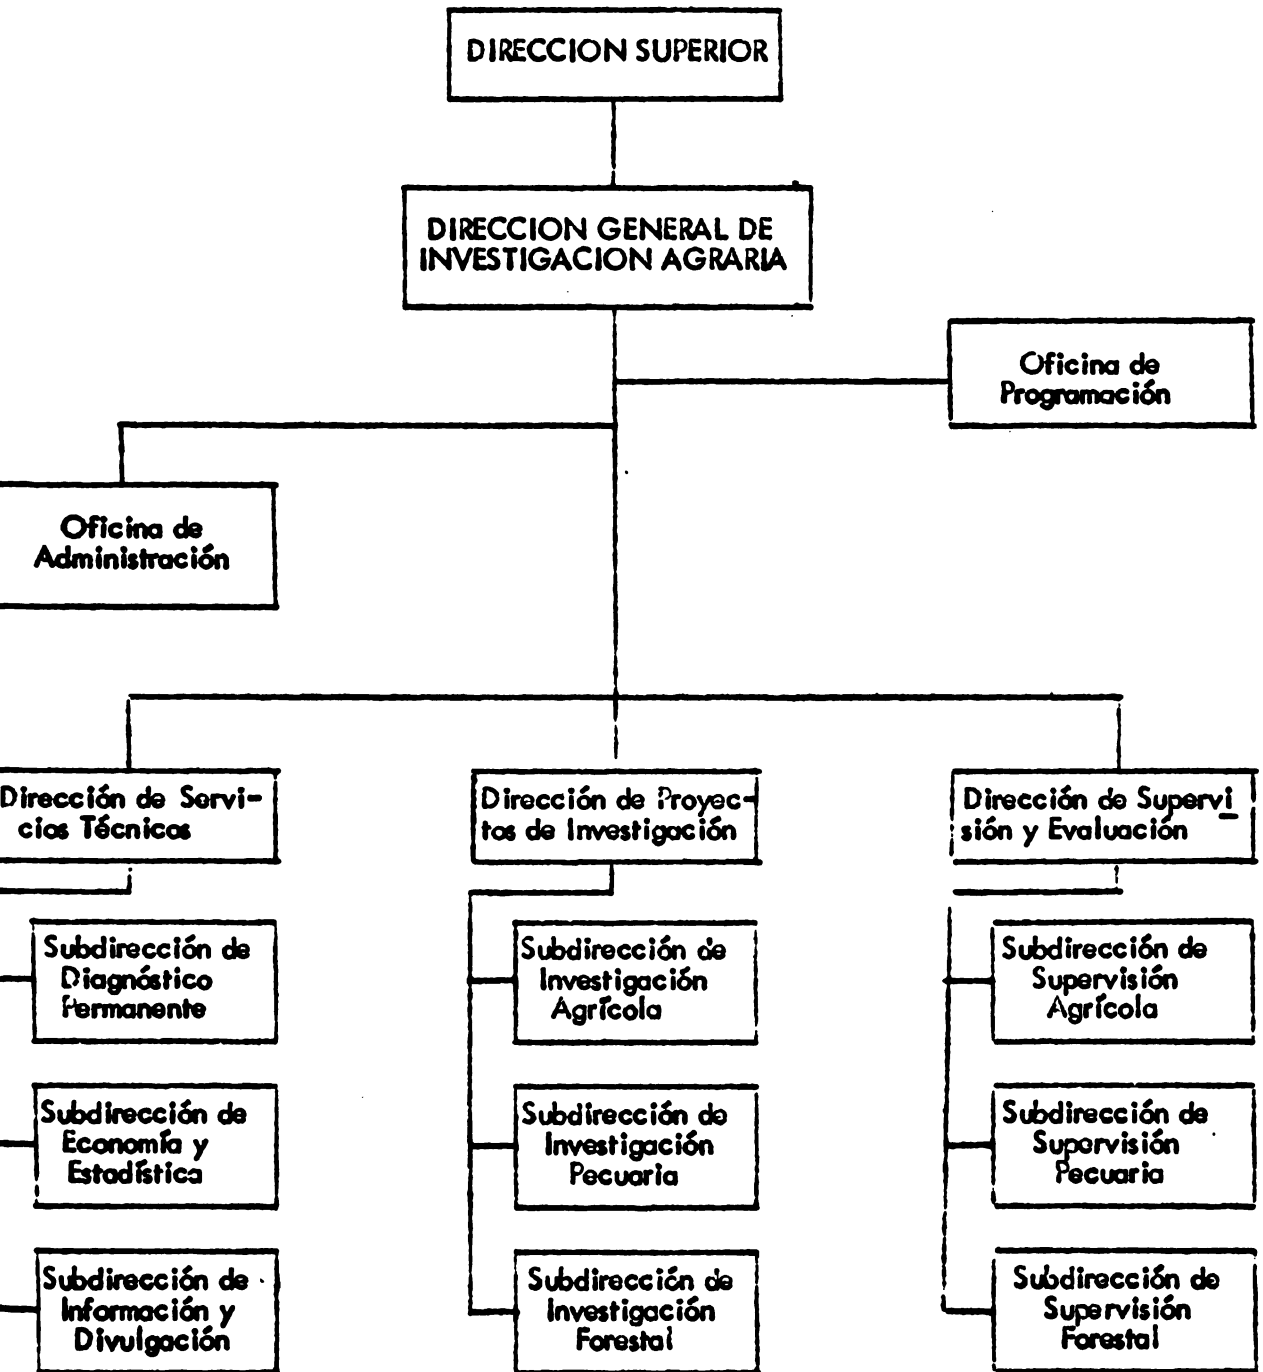 DIRECCION SUPERIOR
DIRECCION GENERAL DE
INVESTIGACION AGRARIA
Oficina de
Programación
Oficina de
Administración
Dirección de Servi-
cios Técnicos
Dirección de Proyec-
tos de Investigación
Dirección de Supervi
sión y Evaluación
Subdirección de
Diagnóstico
Permanente
Subdirección de
Investigación
Agrícola
Subdirección de
Supervisión
Agrícola
Subdirección de
Economía y
Estadística
Subdirección de
Investigación
Pecuaria
Subdirección de
Supervisión
Pecuaria
Subdirección de
Información y
Divulgación
Subdirección de
Investigación
Forestal
Subdirección de
Supervisión
Forestal